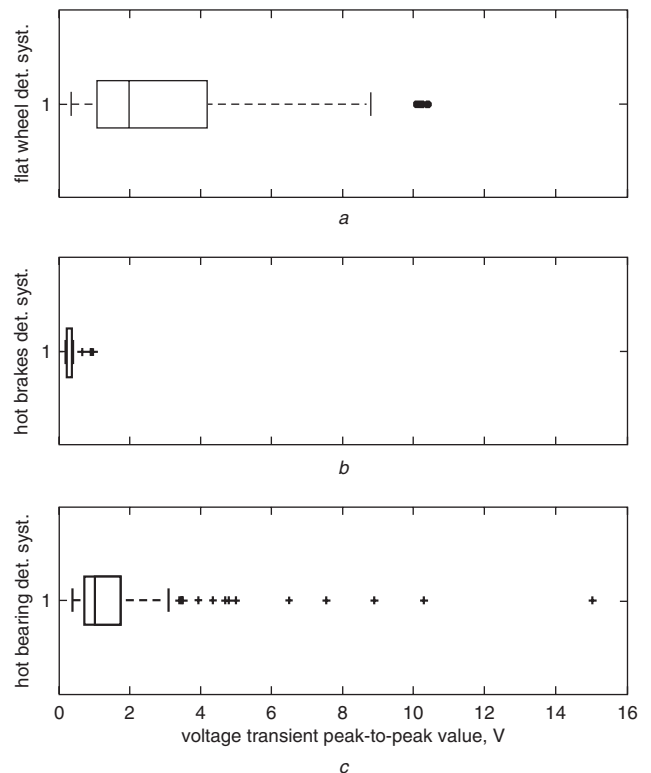 flat wheel det. syst.
1
a
hot brakes det. syst.
1
b
hot bearing det. syst.
1
0 2 4 6 8 10 12 14 16
voltage transient peak-to-peak value, V
c